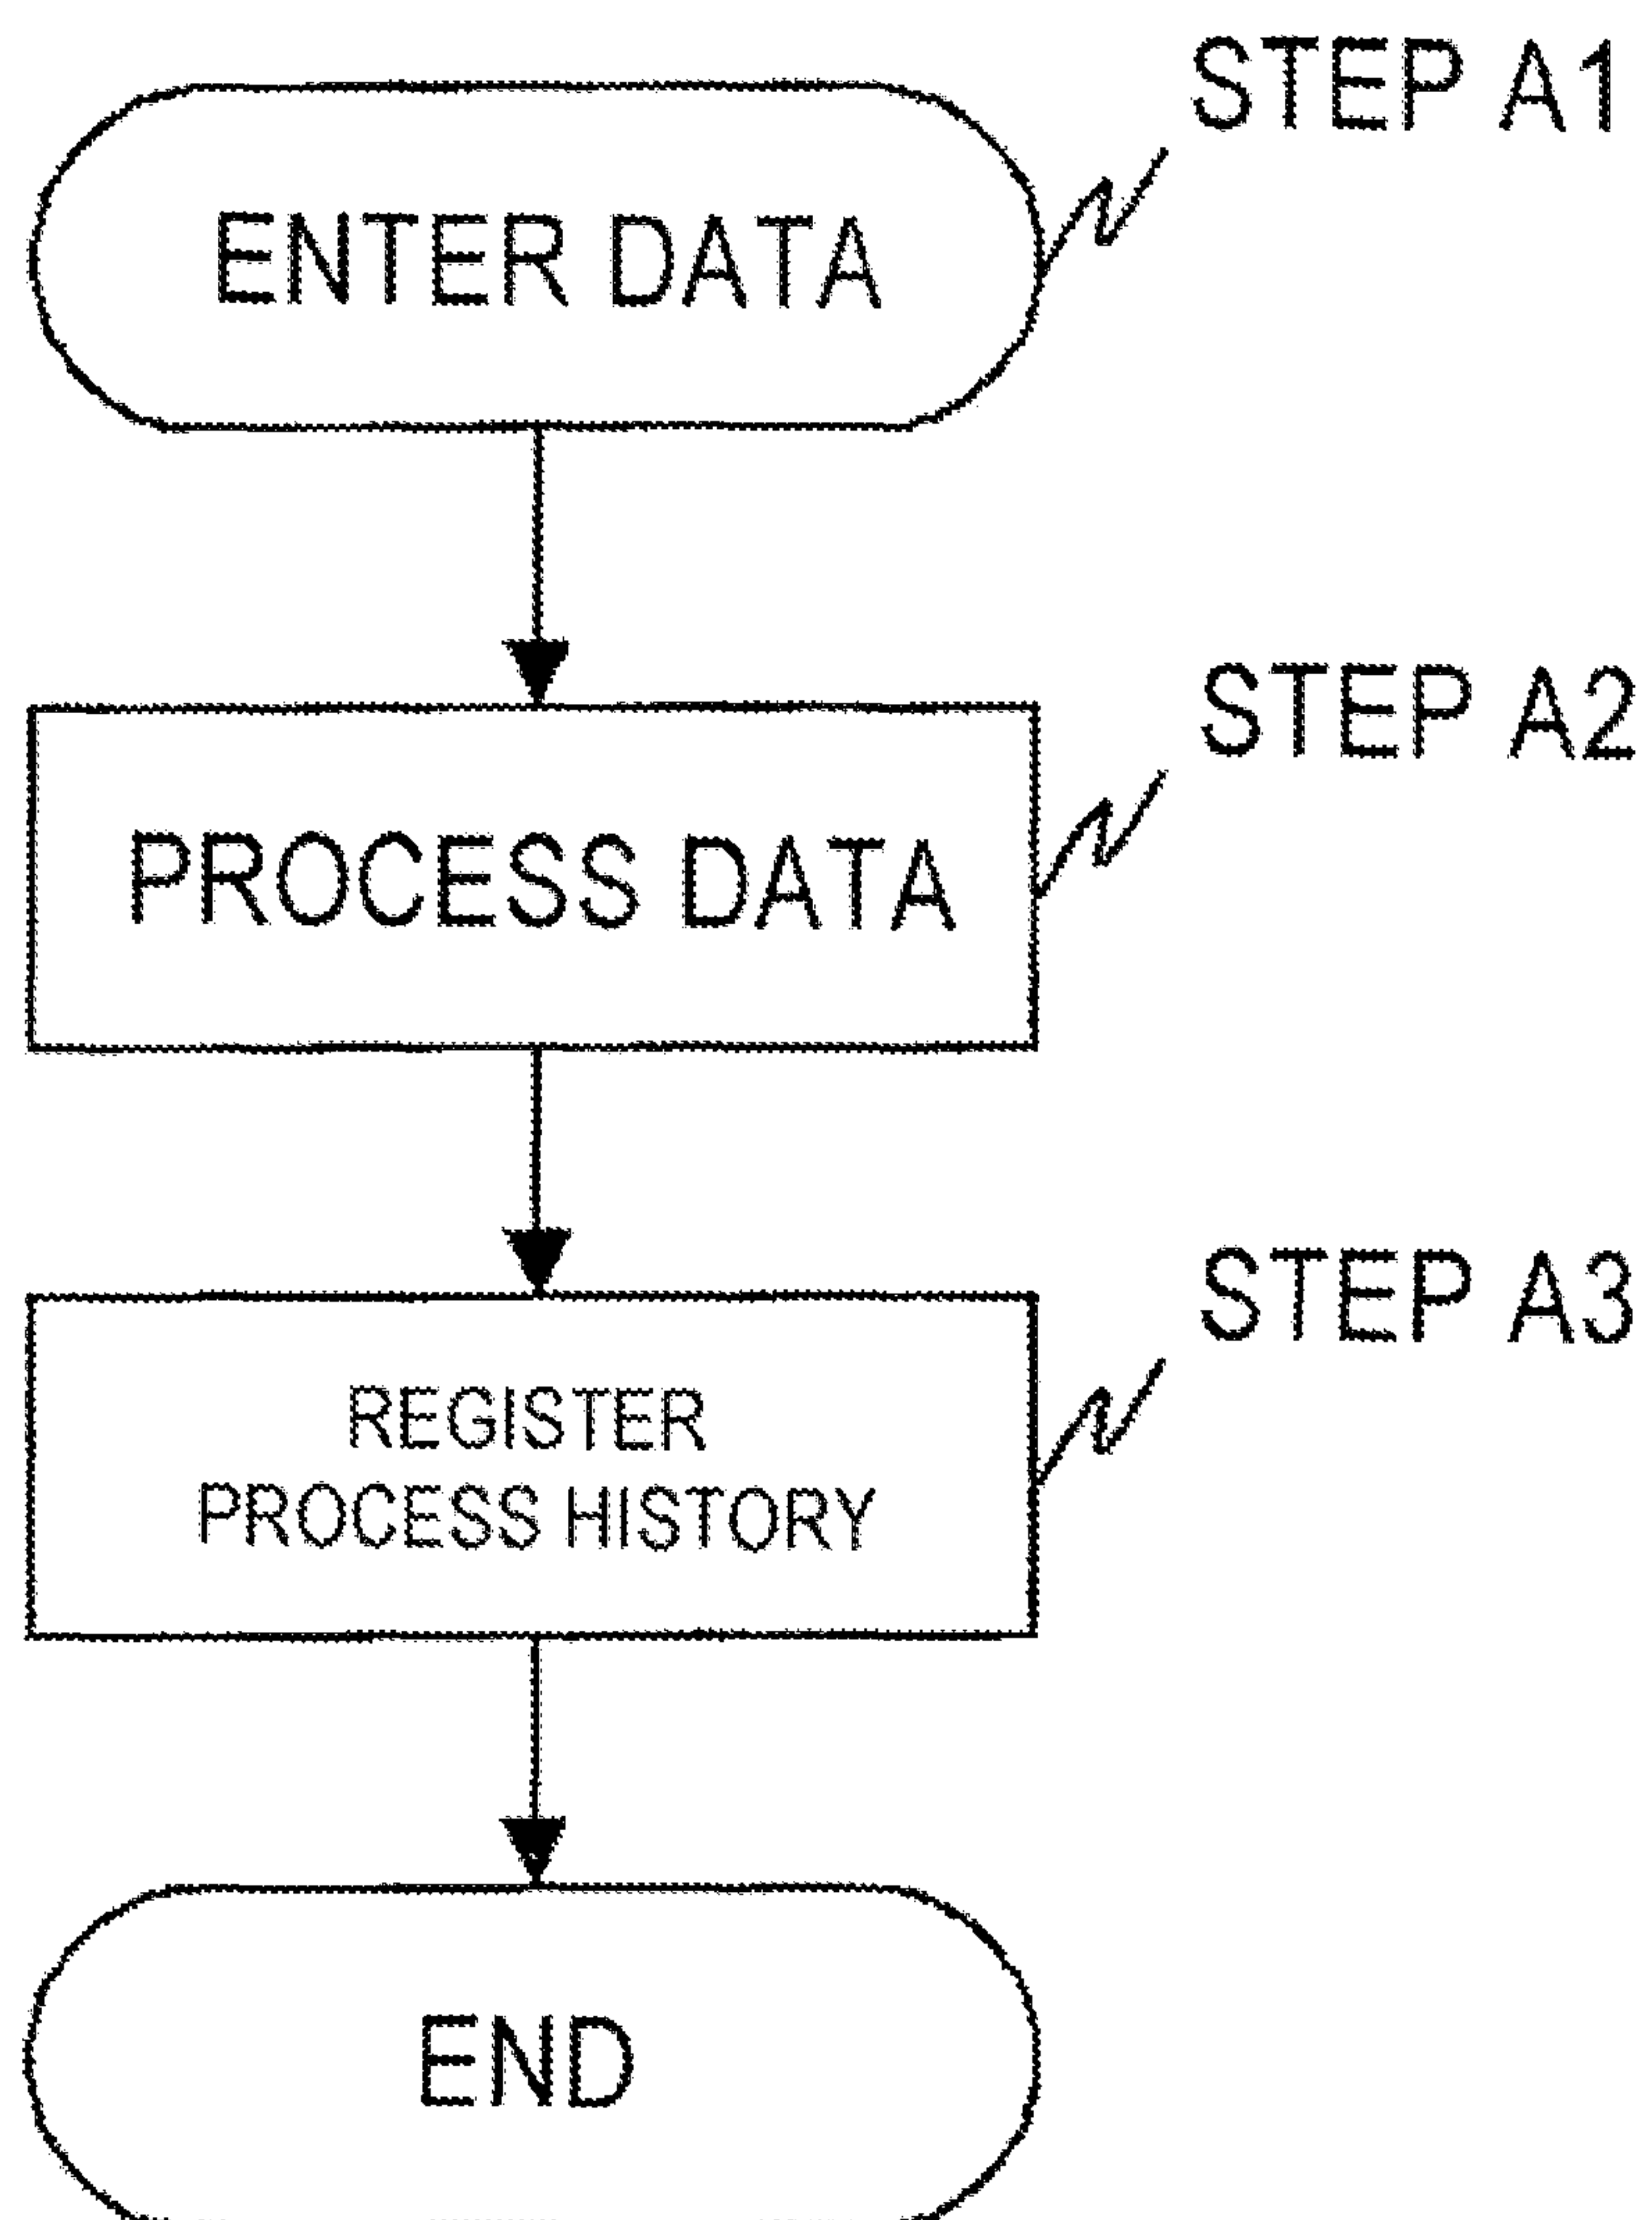 STEP A1
ENTER DATA
STEP A2
PROCESS DATA
STEP A3
REGISTER
PROCESS HISTORY
END